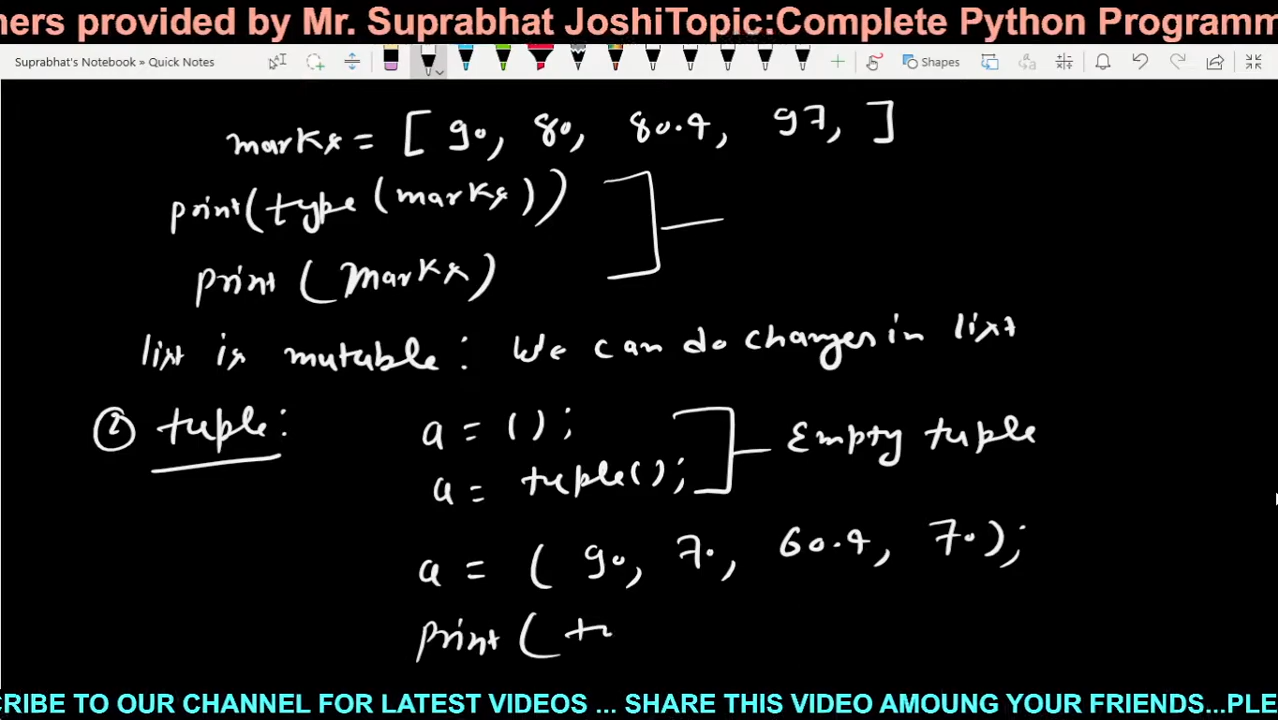 ners provided by Mr. Suprabhat JoshiTopic:Complete Python Programm
Suprabhat's Notebook » Quick Notes
Shapes
marks = [ 90, 80, 80.4, 97, ]
print(type (marks))
print (marks)
list is mutable: We can do changes in list
② tuple: a = ();
a = tuple();
Empty tuple
a = ( 90, 70, 60.4, 70);
print ( t
CRIBE TO OUR CHANNEL FOR LATEST VIDEOS ... SHARE THIS VIDEO AMOUNG YOUR FRIENDS...PLE